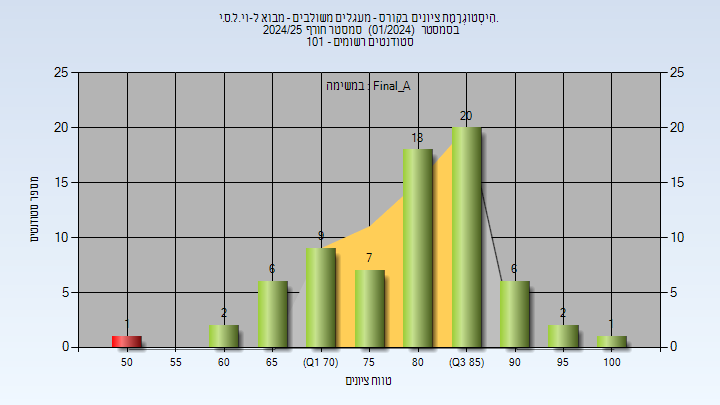 היסטוגרמת ציונים בקורס - מעגלים משולבים - מבוא ל-וי.ל.ס.י.
בסמסטר (01/2024) סמסטר חורף 2024/25
סטודנטים רשומים - 101
במשימה : Final_A
מספר סטודנטים
25 25
20 20
15 15
10 10
5 5
0 0
1 2 6 9 7 18 20 6 2 1
50 55 60 65 (Q1 70) 75 80 (Q3 85) 90 95 100
טווח ציונים